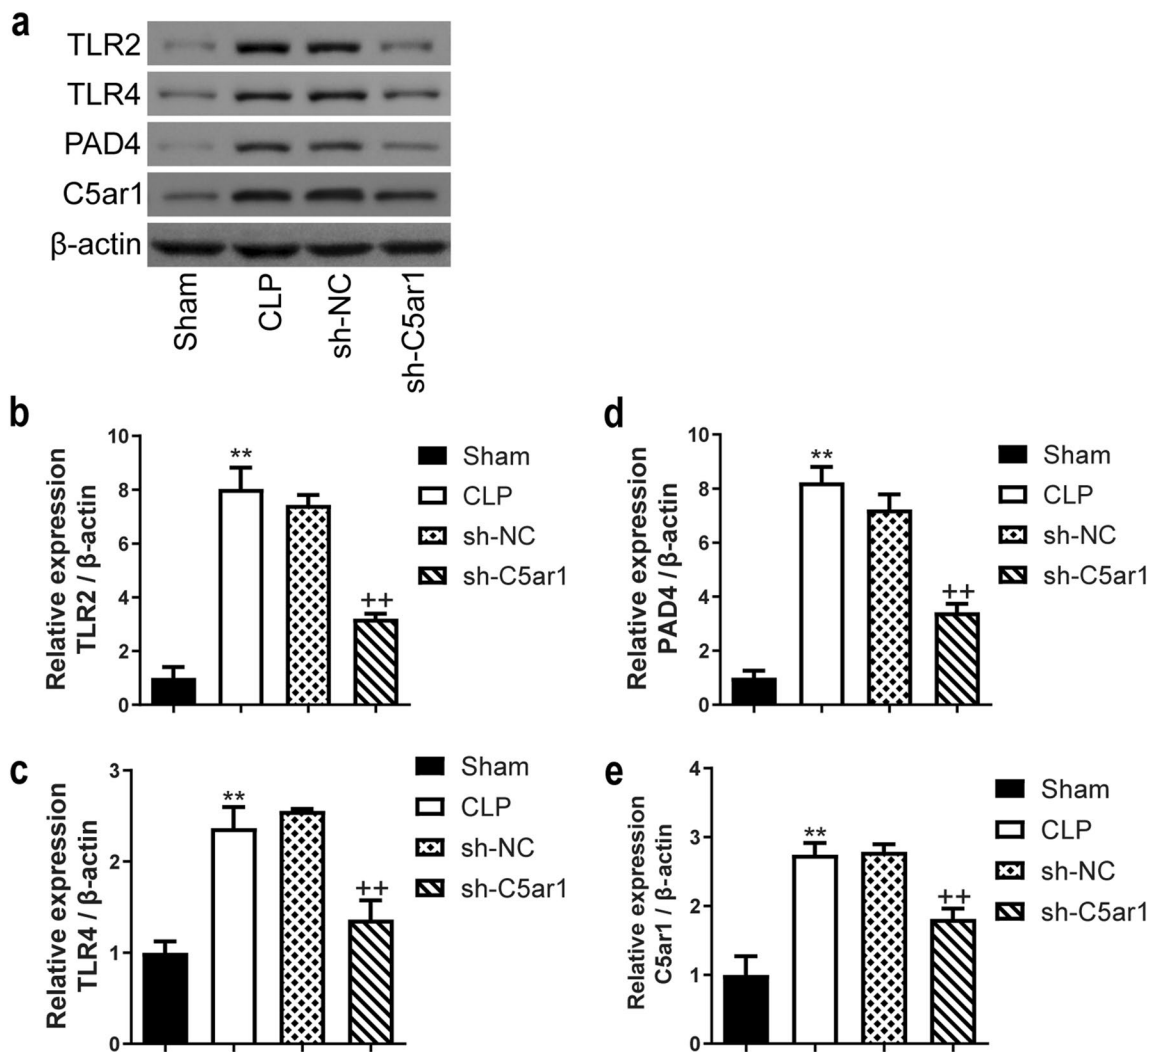 a
TLR2
TLR4
PAD4
C5ar1
β-actin
Sham
CLP
sh-NC
sh-C5ar1
b
Relative expression
TLR2 / β-actin
10
8
6
4
2
0
**
++
Sham
CLP
sh-NC
sh-C5ar1
d
Relative expression
PAD4 /β-actin
10
8
6
4
2
0
**
++
Sham
CLP
sh-NC
sh-C5ar1
c
Relative expression
TLR4 / β-actin
3
2
1
0
**
++
Sham
CLP
sh-NC
sh-C5ar1
e
Relative expression
C5ar1 / β-actin
4
3
2
1
0
**
++
Sham
CLP
sh-NC
sh-C5ar1